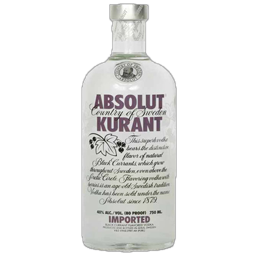 ABSOLUT
Country of Sweden
KURANT
This superb vodka
bears the distinctive
flavor of natural
Black Currants, which grow
throughout Sweden, even above the
Arctic Circle. Flavoring vodka with
berries is an age-old Swedish tradition.
Vodka has been sold under the name
Absolut since 1879.
40% ALC./VOL. (80 PROOF) 750 ML.
IMPORTED